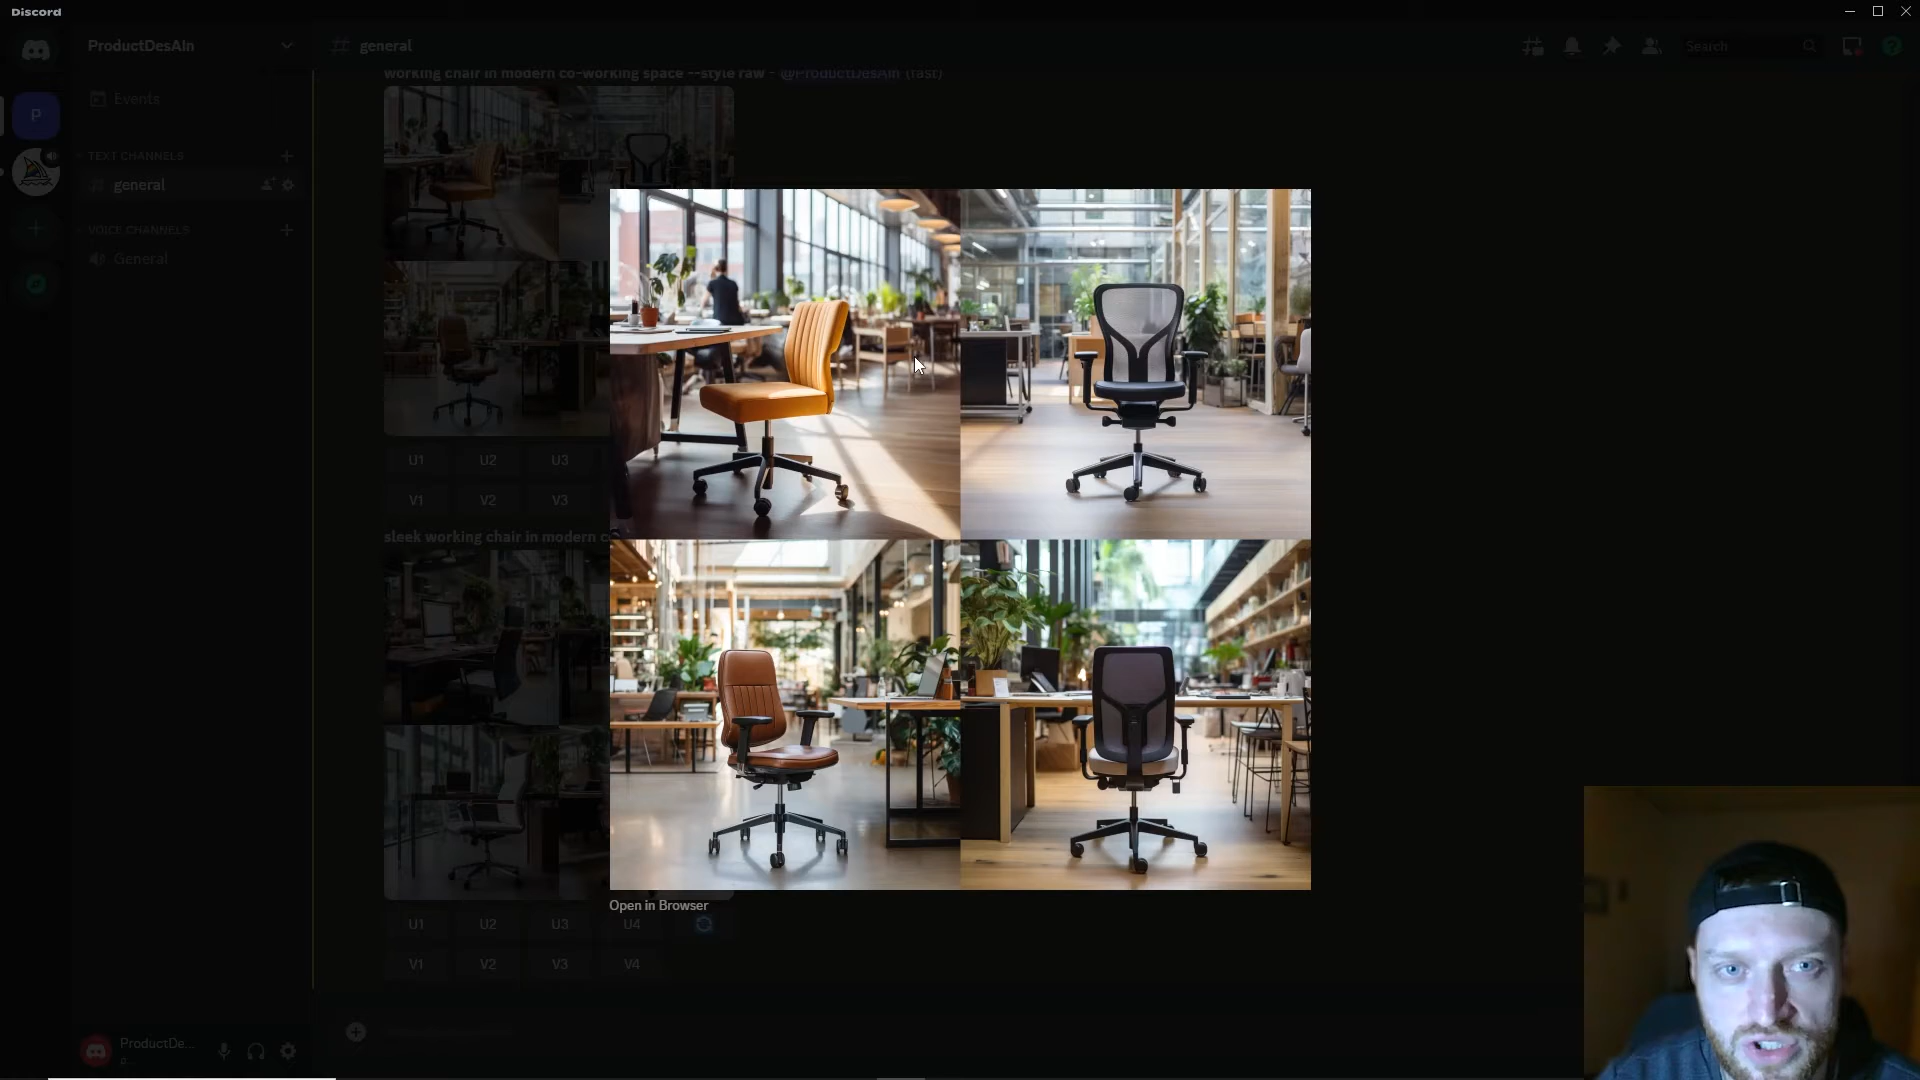 Discord
ProductDesAIn
general
Search
working chair in modern co-working space --style raw - @ProductDesAIn (fast)
Events
P
TEXT CHANNELS
general
VOICE CHANNELS
General
U1 U2 U3
V1 V2 V3
sleek working chair in modern c
Open in Browser
U1 U2 U3 U4
V1 V2 V3 V4
ProductDe...